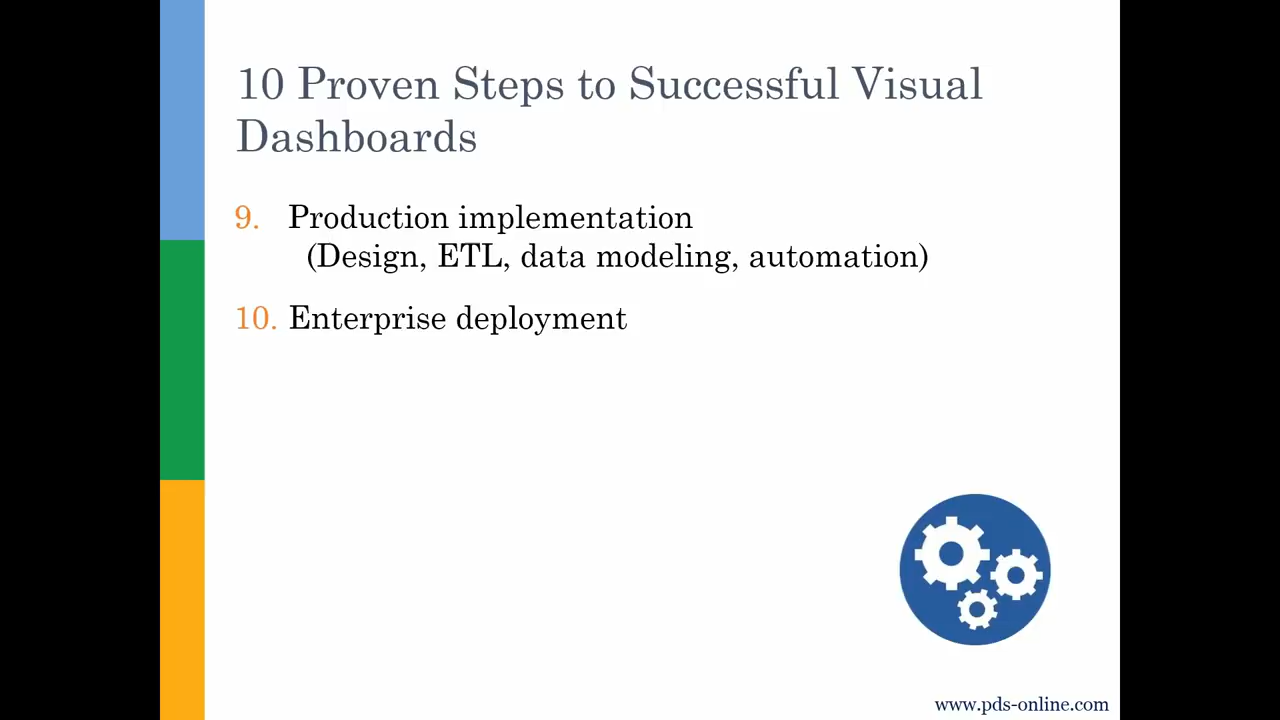 10 Proven Steps to Successful Visual
Dashboards
9. Production implementation
(Design, ETL, data modeling, automation)
10. Enterprise deployment
www.pds-online.com